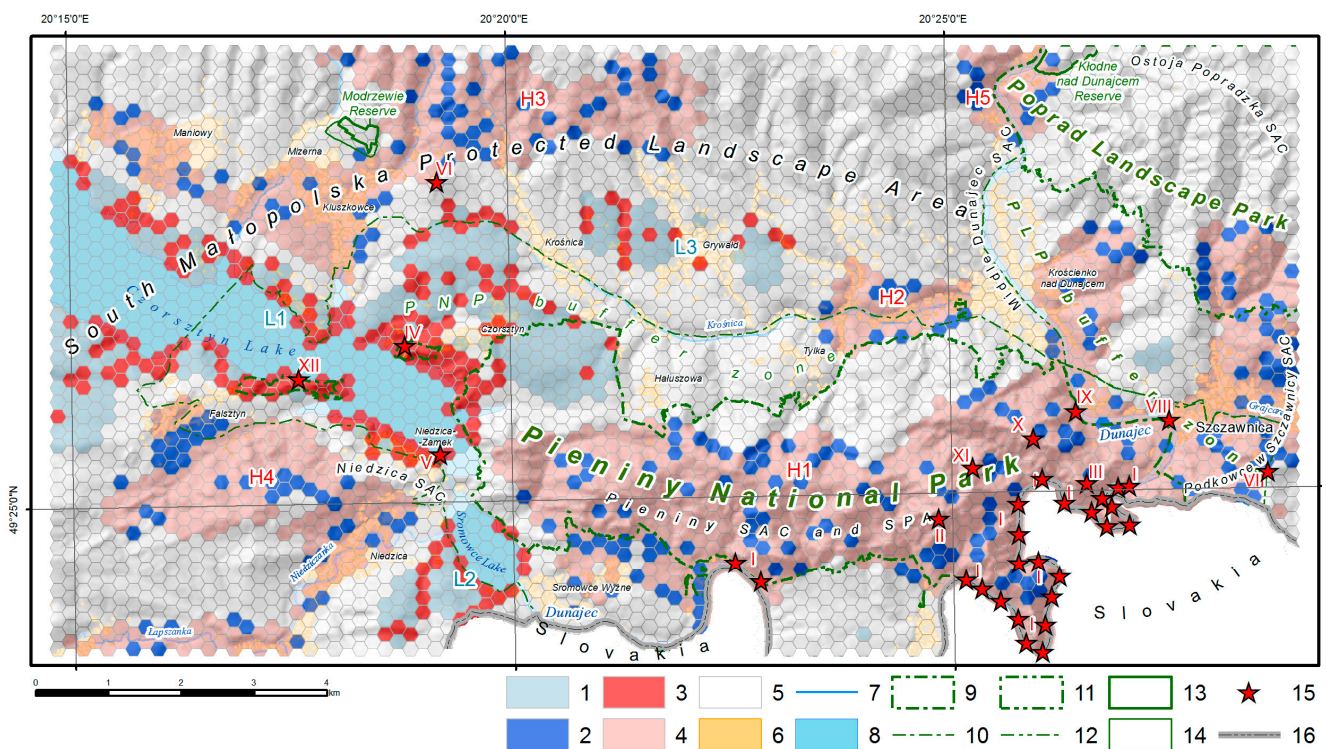 20°15'0"E
20°20'0"E
20°25'0"E
49°25'0"N
Kłodne
nad Dunajcem
Reserve
Ostoja Popradzka SAC
H5
H3
Modrzewie
Reserve
Maniowy
Mizerna
Poprad Landscape Park
South Małopolska Protected Landscape Area
VI
Kluszkowce
Middle Dunajec SAC
PLP buffer zone
Krośnica
L3
Grywałd
Krościenko
nad Dunajcem
Czorsztyn Lake
L1
PNP buffer zone
H2
Krośnica
IV
Czorsztyn
Tylka
Hałuszowa
XII
Falsztyn
Niedzica
-Zamek
V
IX
VIII
Grajcarek
X
Dunajec
Szczawnica
Podkowce w Szczawnicy SAC
VII
H4
Niedzica SAC
Pieniny National Park
H1
XI
III
I
I
I
Pieniny SAC and SPA
II
Sromowce Lake
Niedziczanka
Niedzica
L2
Sromowce Wyżne
I
I
I
I
Dunajec
Slovakia
Slovakia
Łapszanka
0 1 2 3 4
km
1 3 5 7 9 11 13 15
2 4 6 8 10 12 14 16